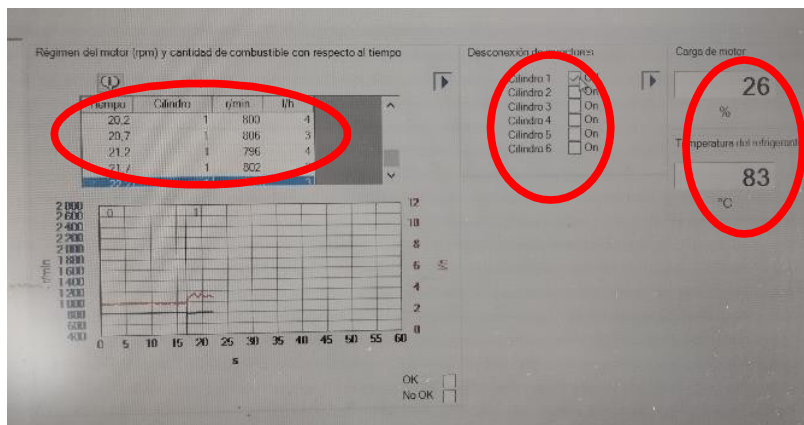 Régimen del motor (rpm) y cantidad de combustible con respecto al tiempo
Tiempo Cilindro r/min l/h
20,2 1 800 4
20,7 1 806 3
21,2 1 796 4
21,7 1 802
Desconexión de inyectores
Cilindro 1 Off
Cilindro 2 On
Cilindro 3 On
Cilindro 4 On
Cilindro 5 On
Cilindro 6 On
Carga de motor
26
%
Temperatura del refrigerante
83
°C
0 1
2 800
2 600
2 400
2 200
2 000
1 800
1 600
1 400
1 200
1 000
800
600
400
r/min
12
10
8
6
4
2
0
l/h
0 5 10 15 20 25 30 35 40 45 50 55 60
s
OK
No OK